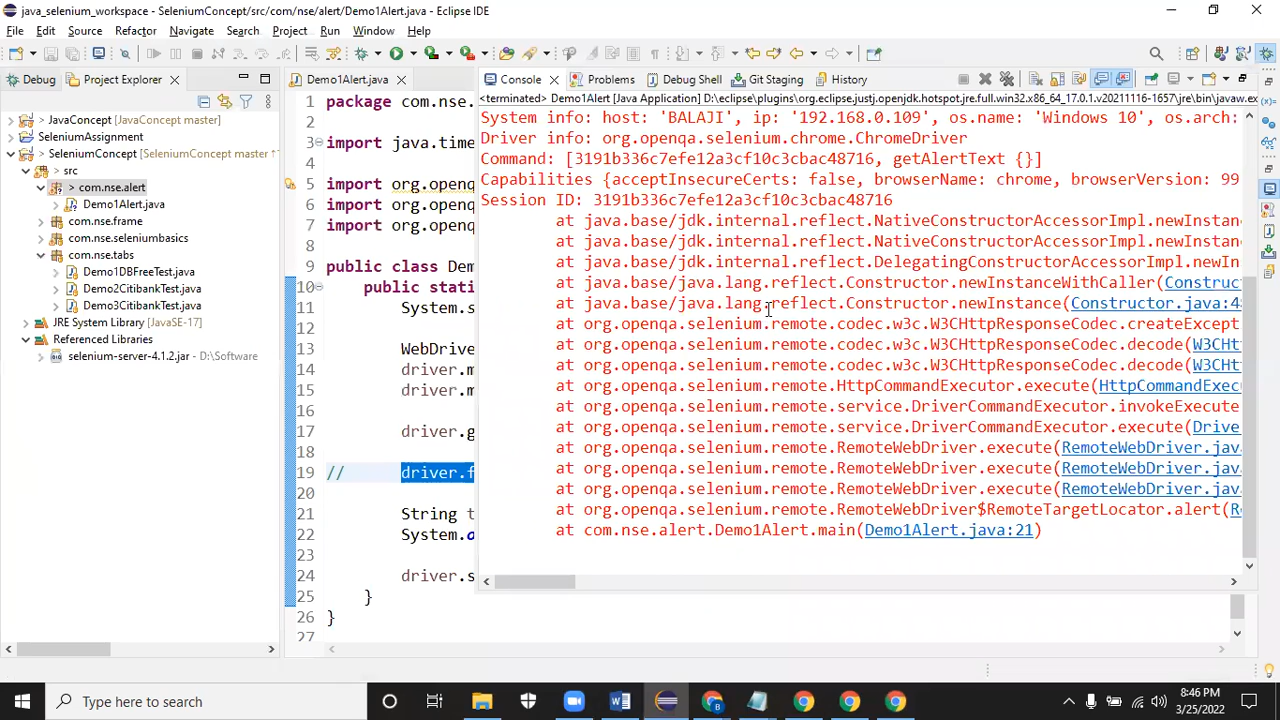 java_selenium_workspace - SeleniumConcept/src/com/nse/alert/Demo1Alert.java - Eclipse IDE
File Edit Source Refactor Navigate Search Project Run Window Help
Debug Project Explorer
JavaConcept [JavaConcept master]
SeleniumAssignment
> SeleniumConcept [SeleniumConcept master ↑
src
> com.nse.alert
Demo1Alert.java
com.nse.frame
com.nse.seleniumbasics
com.nse.tabs
Demo1DBFreeTest.java
Demo2CitibankTest.java
Demo3CitibankTest.java
JRE System Library [JavaSE-17]
Referenced Libraries
selenium-server-4.1.2.jar - D:\Software
Demo1Alert.java
1 package com.nse.
2
3 import java.time
4
5 import org.openq
6 import org.openq
7 import org.openq
8
9 public class Dem
10 public stati
11 System.s
12
13 WebDrive
14 driver.m
15 driver.m
16
17 driver.g
18
19 // driver.f
20
21 String t
22 System.o
23
24 driver.s
25 }
26 }
27
Console Problems Debug Shell Git Staging History
<terminated> Demo1Alert [Java Application] D:\eclipse\plugins\org.eclipse.justj.openjdk.hotspot.jre.full.win32.x86_64_17.0.1.v20211116-1657\jre\bin\javaw.ex
System info: host: 'BALAJI', ip: '192.168.0.109', os.name: 'Windows 10', os.arch:
Driver info: org.openqa.selenium.chrome.ChromeDriver
Command: [3191b336c7efe12a3cf10c3cbac48716, getAlertText {}]
Capabilities {acceptInsecureCerts: false, browserName: chrome, browserVersion: 99
Session ID: 3191b336c7efe12a3cf10c3cbac48716
at java.base/jdk.internal.reflect.NativeConstructorAccessorImpl.newInstanc
at java.base/jdk.internal.reflect.NativeConstructorAccessorImpl.newInstanc
at java.base/jdk.internal.reflect.DelegatingConstructorAccessorImpl.newIn
at java.base/java.lang.reflect.Constructor.newInstanceWithCaller(Construc
at java.base/java.lang.reflect.Constructor.newInstance(Constructor.java:4
at org.openqa.selenium.remote.codec.w3c.W3CHttpResponseCodec.createExcept
at org.openqa.selenium.remote.codec.w3c.W3CHttpResponseCodec.decode(W3CHt
at org.openqa.selenium.remote.codec.w3c.W3CHttpResponseCodec.decode(W3CHt
at org.openqa.selenium.remote.HttpCommandExecutor.execute(HttpCommandExec
at org.openqa.selenium.remote.service.DriverCommandExecutor.invokeExecute
at org.openqa.selenium.remote.service.DriverCommandExecutor.execute(Drive
at org.openqa.selenium.remote.RemoteWebDriver.execute(RemoteWebDriver.jav
at org.openqa.selenium.remote.RemoteWebDriver.execute(RemoteWebDriver.jav
at org.openqa.selenium.remote.RemoteWebDriver.execute(RemoteWebDriver.jav
at org.openqa.selenium.remote.RemoteWebDriver$RemoteTargetLocator.alert(R
at com.nse.alert.Demo1Alert.main(Demo1Alert.java:21)
Type here to search
8:46 PM
3/25/2022